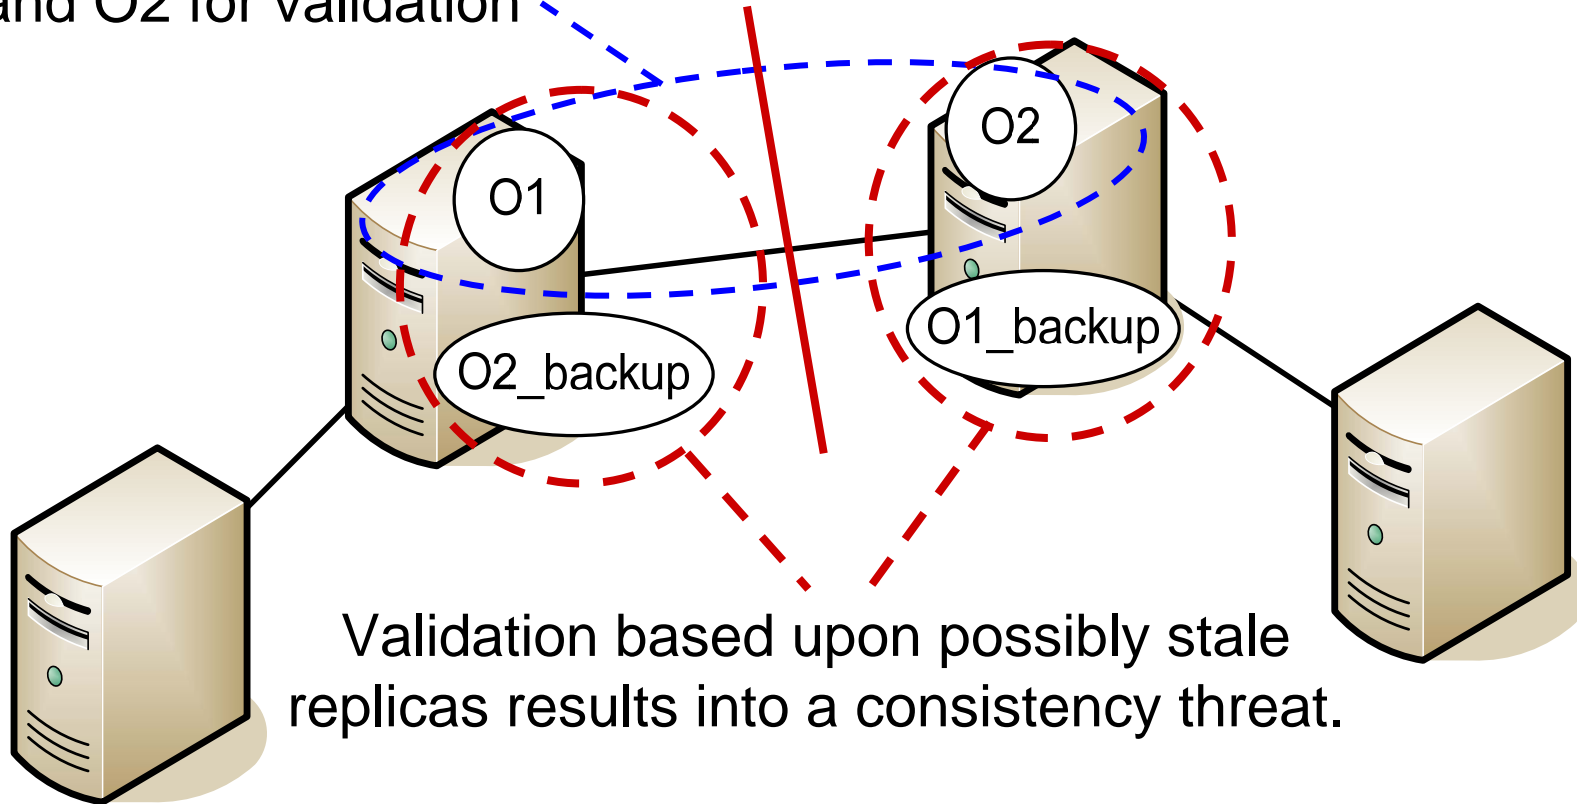 and O2 for validation
O2
O1
O1_backup
O2_backup
Validation based upon possibly stale
replicas results into a consistency threat.